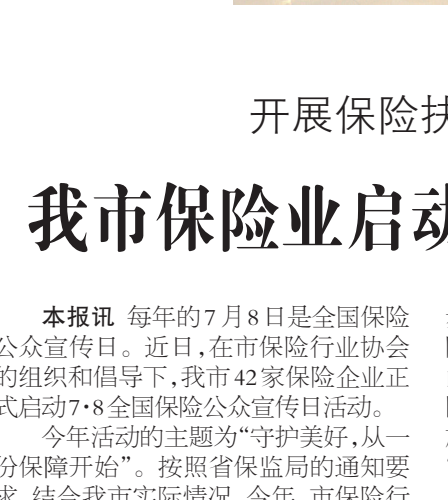 开展保险扶
我市保险业启动
本报讯 每年的7月8日是全国保险
公众宣传日。近日,在市保险行业协会
的组织和倡导下,我市42家保险企业正
式启动7·8全国保险公众宣传日活动。
今年活动的主题为“守护美好,从一
份保障开始”。按照省保监局的通知要
求,结合我市实际情况,今年,市保险行